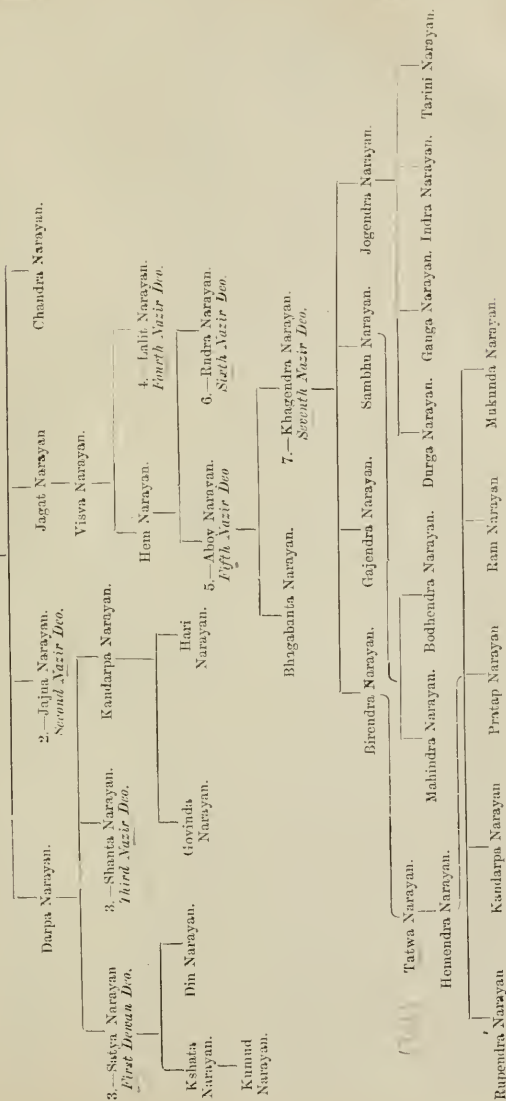 Darpa Narayan.
2.—Jajna Narayan.
Second Nazir Deo.
Jagat Narayan
Chandra Narayan.
3.—Satya Narayan
First Dewan Deo.
3.—Shanta Narayan.
Third Nazir Deo.
Kandarpa Narayan.
Visva Narayan.
Kshata
Narayan.
Din Narayan.
Govinda
Narayan.
Hari
Narayan.
Hem Narayan.
4.—Lalit Narayan.
Fourth Nazir Deo.
Kumud
Narayan.
5.—Aboy Narayan.
Fifth Nazir Deo
6.—Rudra Narayan.
Sixth Nazir Deo.
Bhagabanta Narayan.
7.—Khagendra Narayan.
Seventh Nazir Deo.
Birendra Narayan.
Gajendra Narayan.
Sambhu Narayan.
Jogendra Narayan.
Tatwa Narayan.
Mahindra Narayan.
Bodhendra Narayan.
Durga Narayan.
Ganga Narayan.
Indra Narayan.
Tarini Narayan.
Hemendra Narayan.
Rupendra Narayan
Kandarpa Narayan
Pratap Narayan
Ram Narayan
Mukunda Narayan.